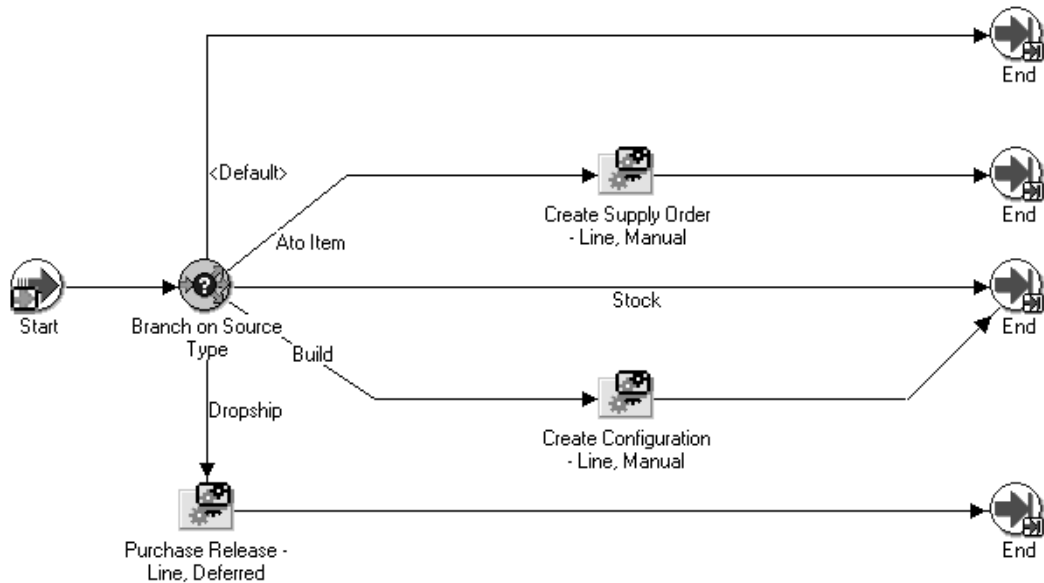 End
<Default>
Create Supply Order
- Line, Manual
End
Ato Item
Start
Branch on Source
Type
Stock
End
Build
Dropship
Create Configuration
- Line, Manual
Purchase Release -
Line, Deferred
End